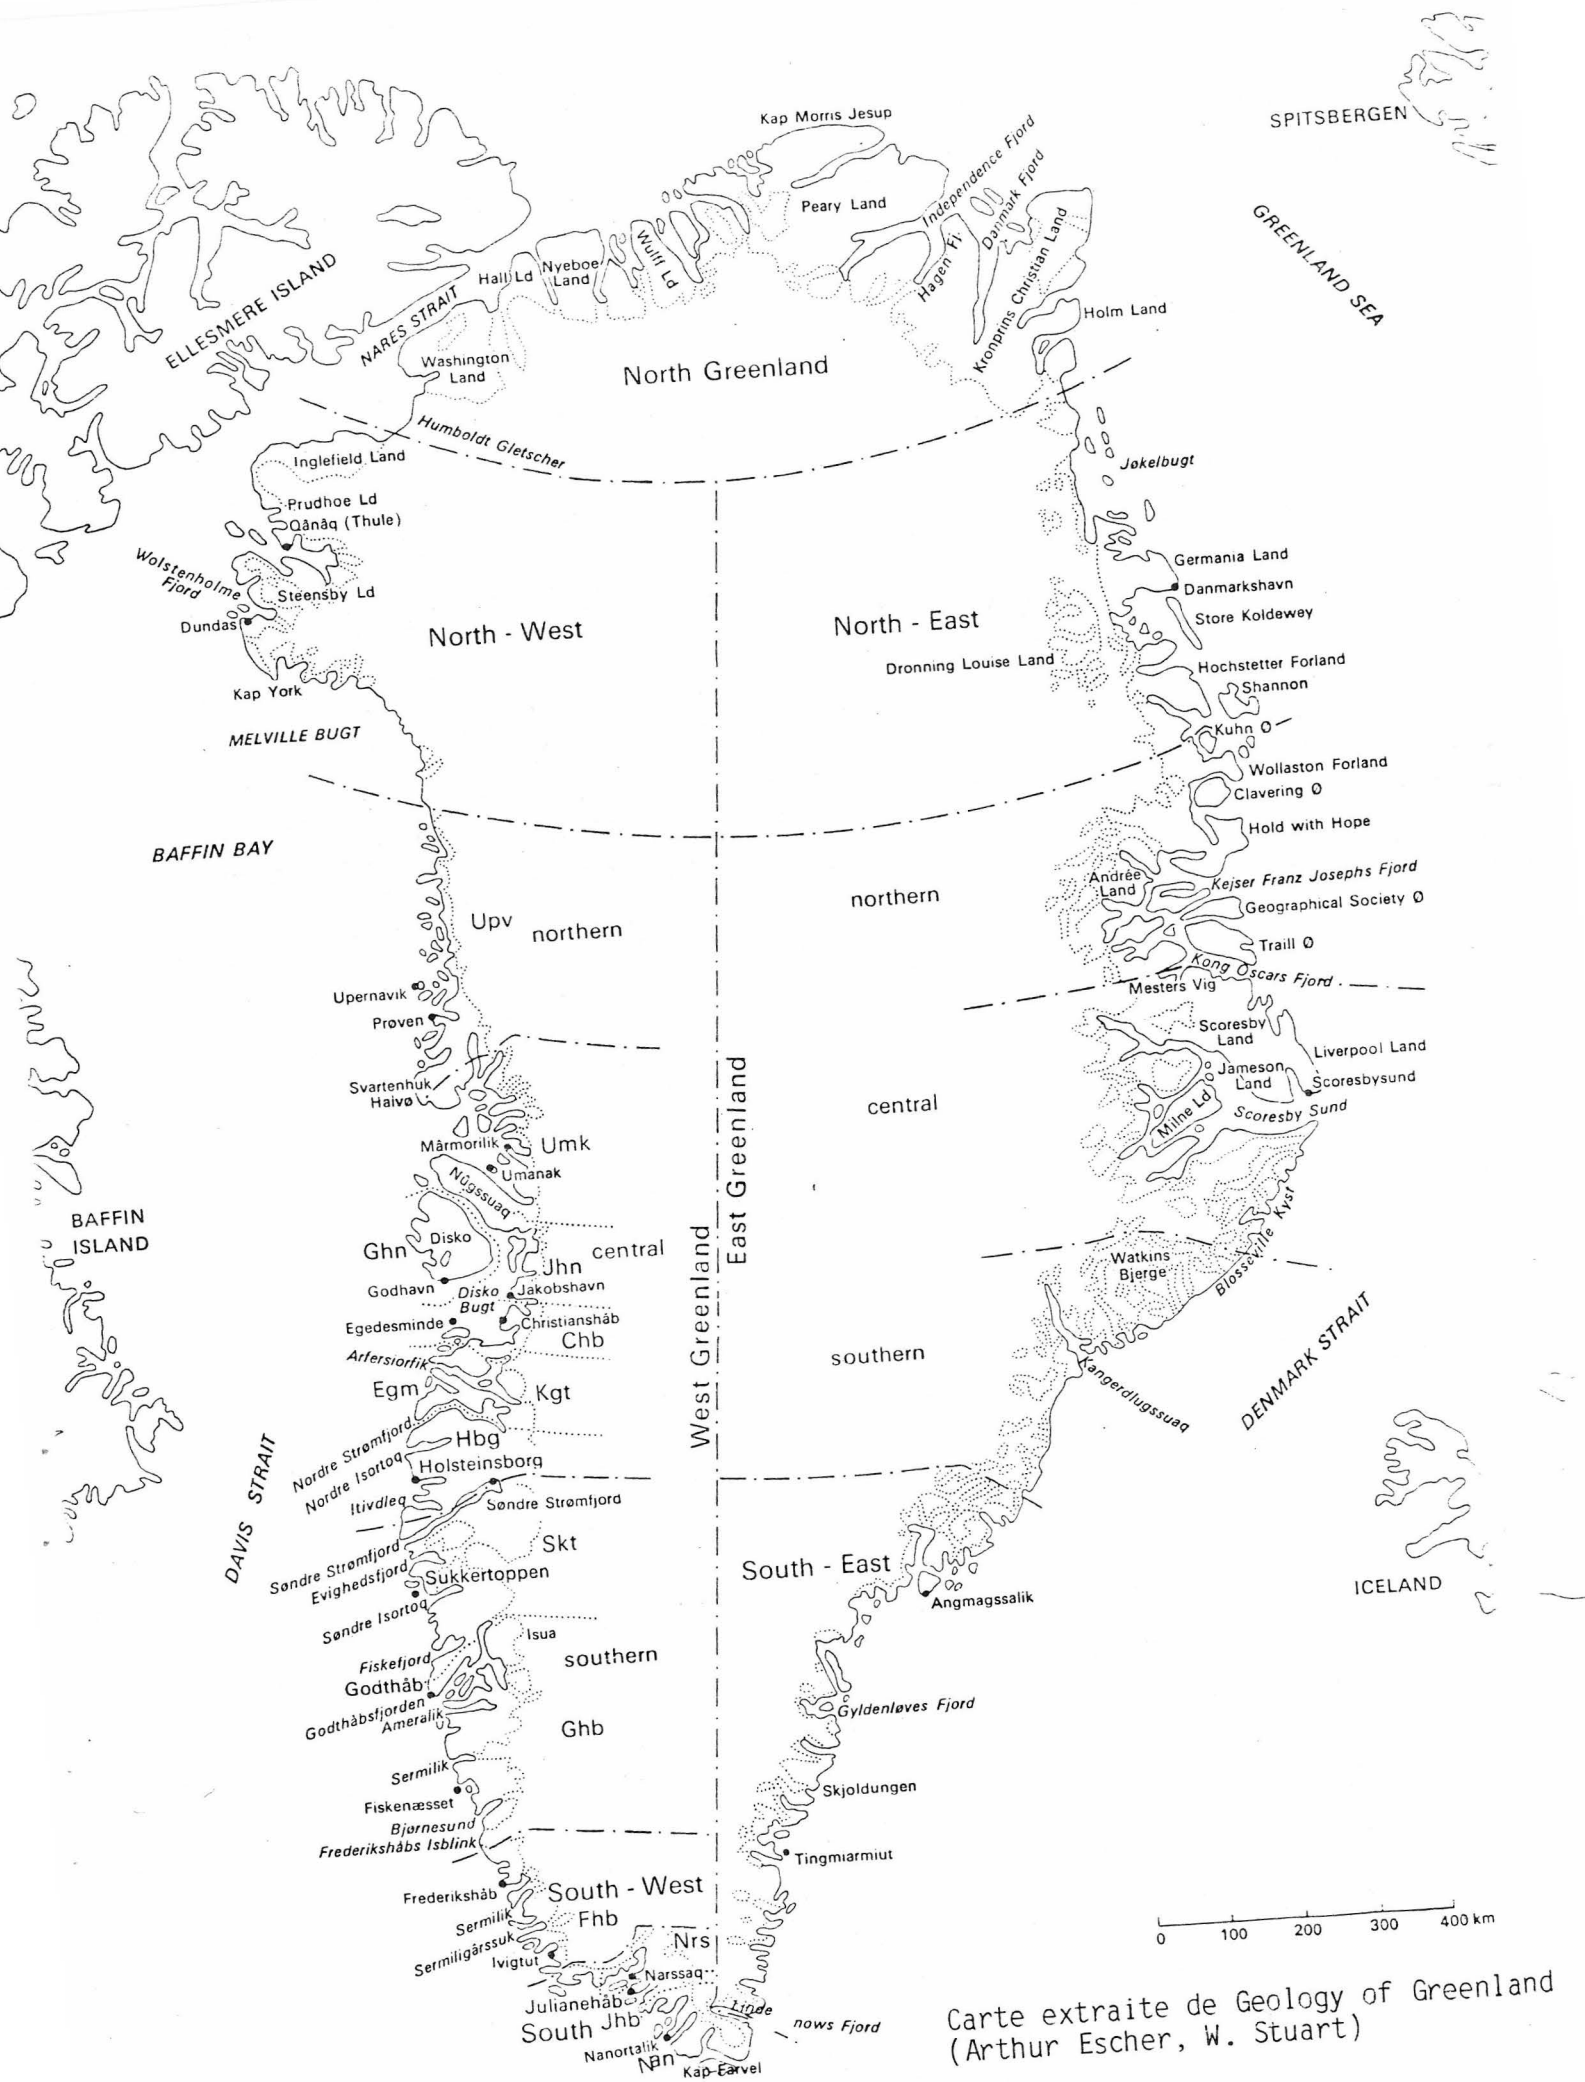 Kap Morris Jesup
SPITSBERGEN
Independence Fjord
Danmark Fjord
Peary Land
GREENLAND SEA
Wulff Ld
Hagen Fj.
Kronprins Christian Land
Nyeboe
Land
Hall Ld
ELLESMERE ISLAND
NARES STRAIT
Holm Land
Washington
Land
North Greenland
Humboldt Gletscher
Inglefield Land
Jøkelbugt
Prudhoe Ld
Qânâq (Thule)
Wolstenholme
Fjord
Steensby Ld
Dundas
Germania Land
Danmarkshavn
Store Koldewey
North - West
North - East
Dronning Louise Land
Hochstetter Forland
Shannon
Kap York
MELVILLE BUGT
Kuhn Ø
Wollaston Forland
Clavering Ø
Hold with Hope
BAFFIN BAY
Andrée
Land
Kejser Franz Josephs Fjord
northern
Geographical Society Ø
Upv
northern
Traill Ø
Kong Oscars Fjord
Mesters Vig
Upernavik
Prøven
Scoresby
Land
Liverpool Land
Svartenhuk
Halvø
Jameson
Land
Scoresbysund
central
Milne Ld
Scoresby Sund
Mârmorilik
Umk
Umanak
Nûgssuaq
East Greenland
West Greenland
BAFFIN
ISLAND
Disko
Ghn
central
Jhn
Godhavn
Disko
Bugt
Jakobshavn
Watkins
Bjerge
Blosseville Kyst
Egedesminde
Christianshåb
Chb
Arfersiorfik
southern
DENMARK STRAIT
Egm
Kgt
Kangerdlugssuaq
Nordre Strømfjord
Hbg
Nordre Isortoq
Holsteinsborg
DAVIS STRAIT
Itivdleq
Søndre Strømfjord
Skt
Søndre Strømfjord
Evighedsfjord
Sukkertoppen
South - East
Angmagssalik
ICELAND
Søndre Isortoq
Isua
Fiskefjord
southern
Godthåb
Godthåbsfjorden
Ameralik
Gyldenløves Fjord
Ghb
Sermilik
Skjoldungen
Fiskenæsset
Bjørnesund
Frederikshåbs Isblink
Tingmiarmiut
Frederikshåb
South - West
Fhb
Sermilik
Sermiligârssuk
Nrs
Ivigtut
0 100 200 300 400 km
Narssaq
Julianehåb
Jhb
South
Linde
nows Fjord
Nanortalik
Nan
Kap Farvel
Carte extraite de Geology of Greenland
(Arthur Escher, W. Stuart)